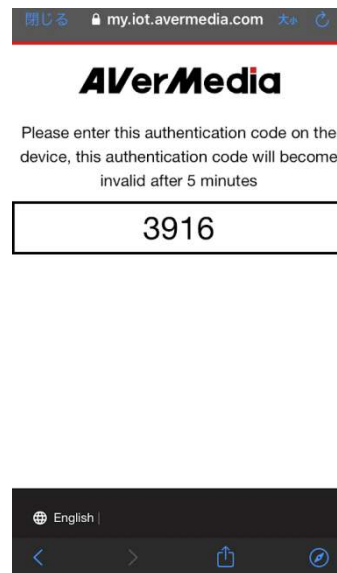 閉じる my.iot.avermedia.com 大小
AVerMedia
Please enter this authentication code on the
device, this authentication code will become
invalid after 5 minutes
3916
English |